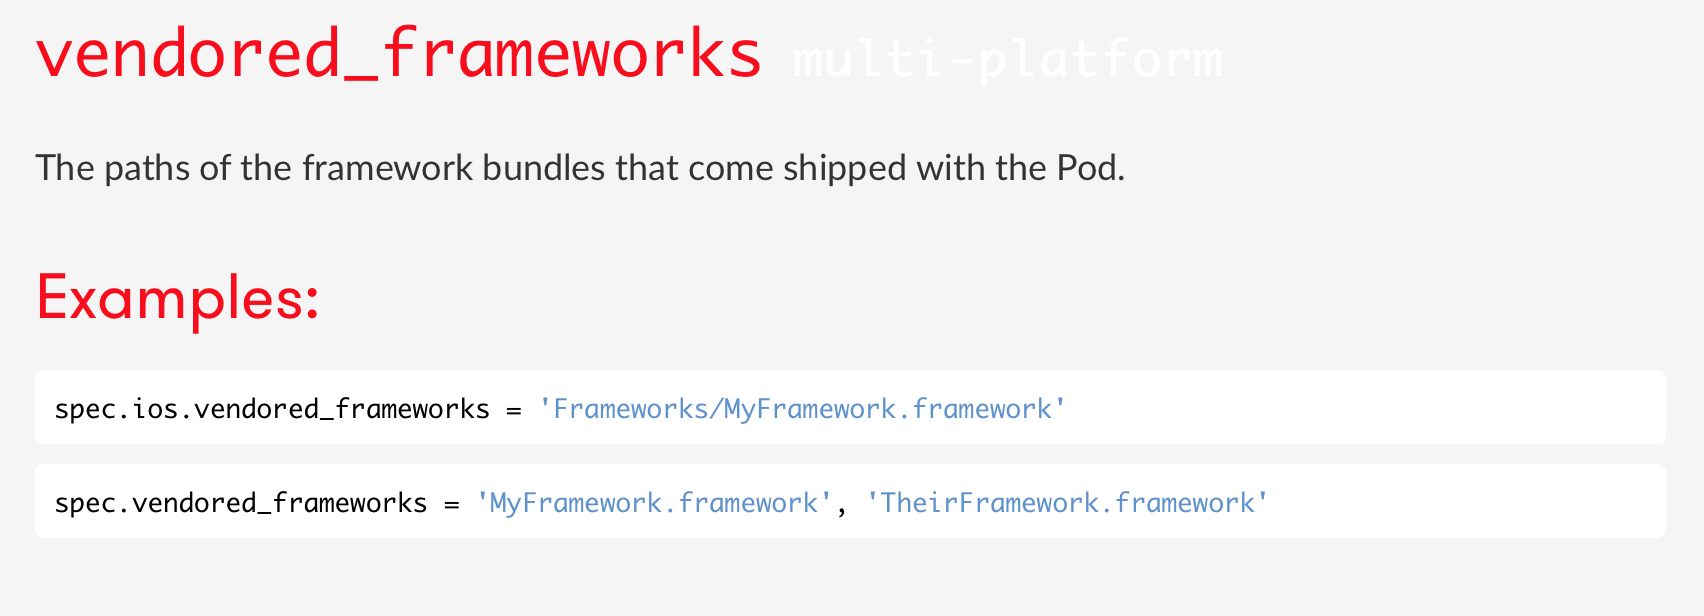 vendored_frameworks multi-platform
The paths of the framework bundles that come shipped with the Pod.
Examples:
spec.ios.vendored_frameworks = 'Frameworks/MyFramework.framework'
spec.vendored_frameworks = 'MyFramework.framework', 'TheirFramework.framework'